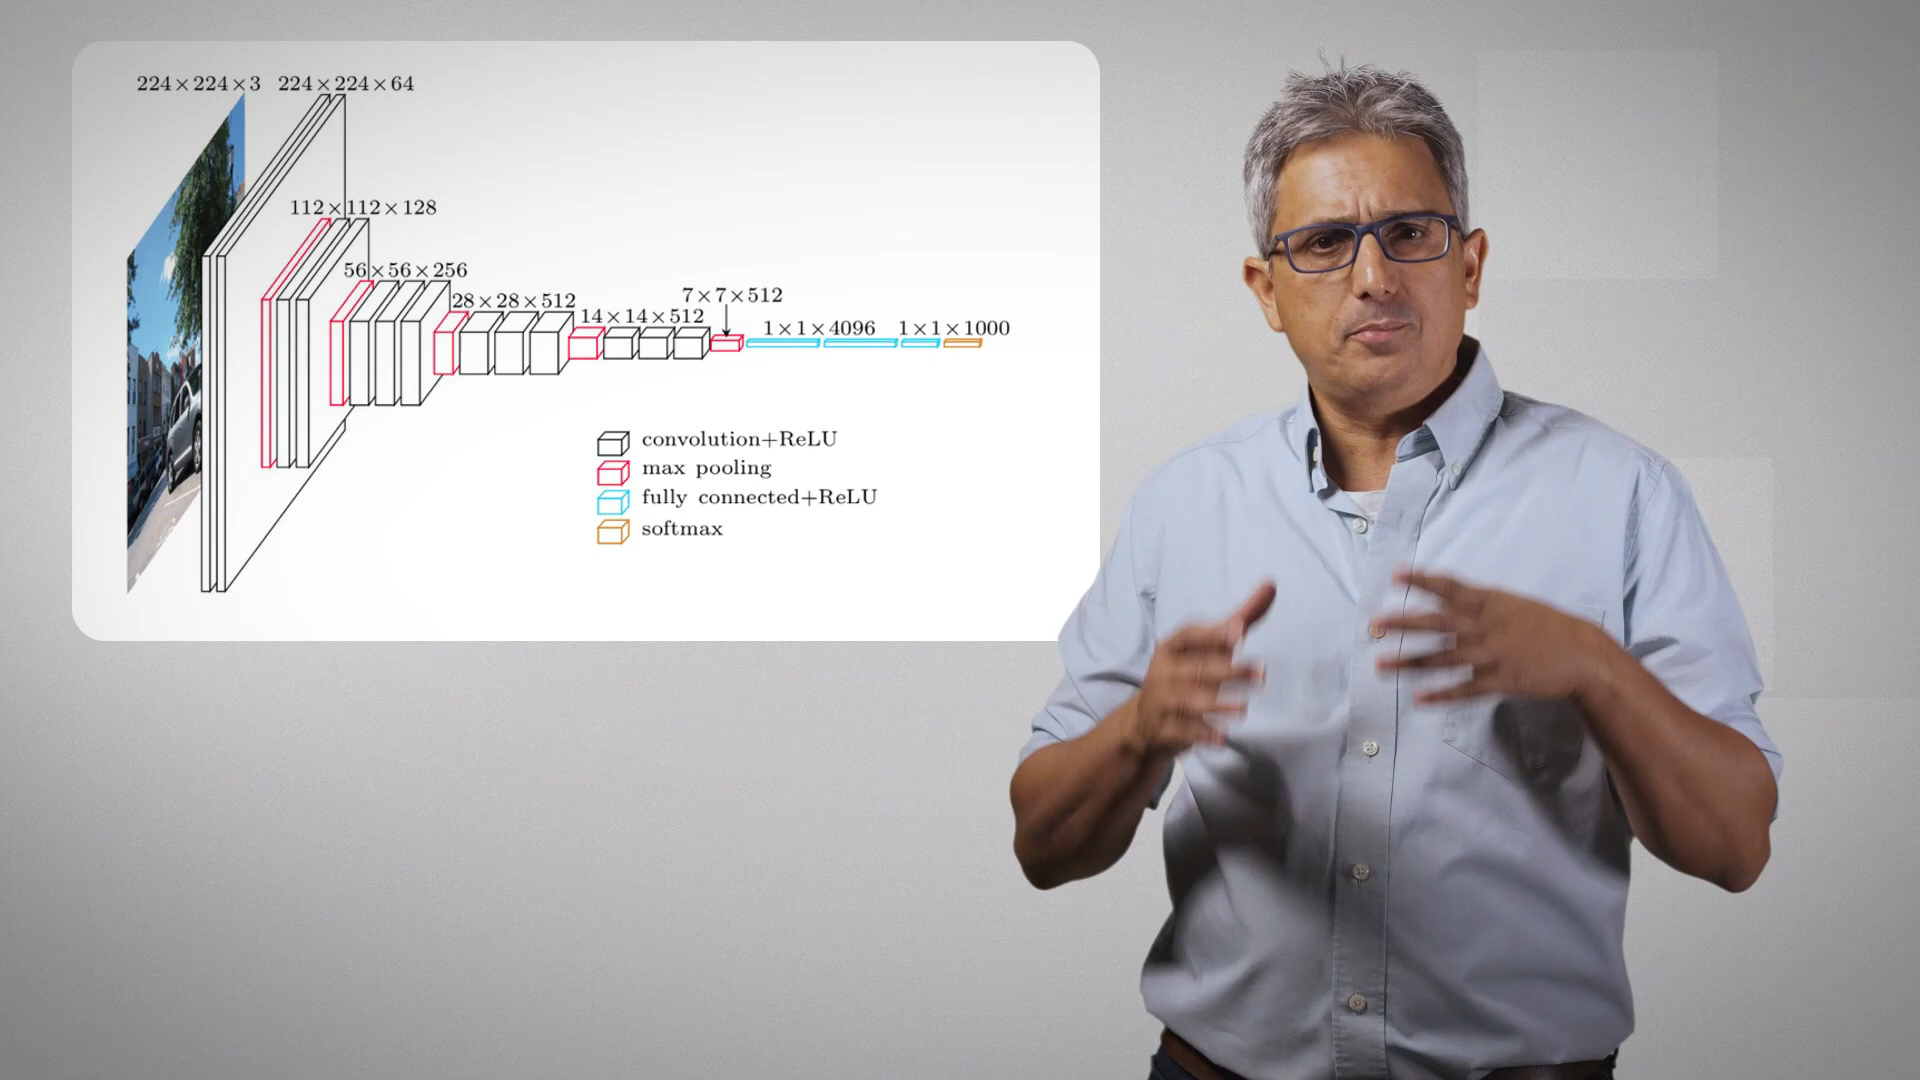 224×224×3
224×224×64
112×112×128
56×56×256
28×28×512
14×14×512
7×7×512
1×1×4096
1×1×1000
convolution+ReLU
max pooling
fully connected+ReLU
softmax